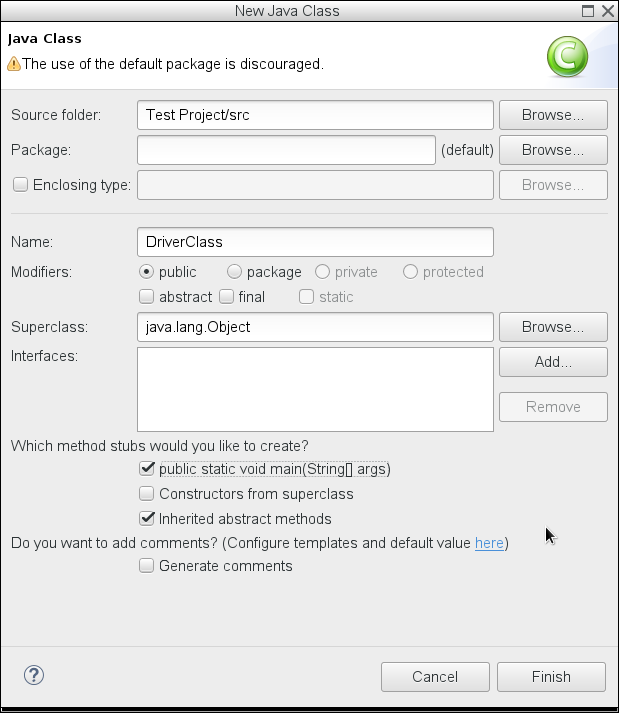 New Java Class
Java Class
The use of the default package is discouraged.
Source folder: Test Project/src Browse...
Package: (default) Browse...
Enclosing type: Browse...
Name: DriverClass
Modifiers: public package private protected
abstract final static
Superclass: java.lang.Object Browse...
Interfaces: Add...
Remove
Which method stubs would you like to create?
public static void main(String[] args)
Constructors from superclass
Inherited abstract methods
Do you want to add comments? (Configure templates and default value here)
Generate comments
? Cancel Finish